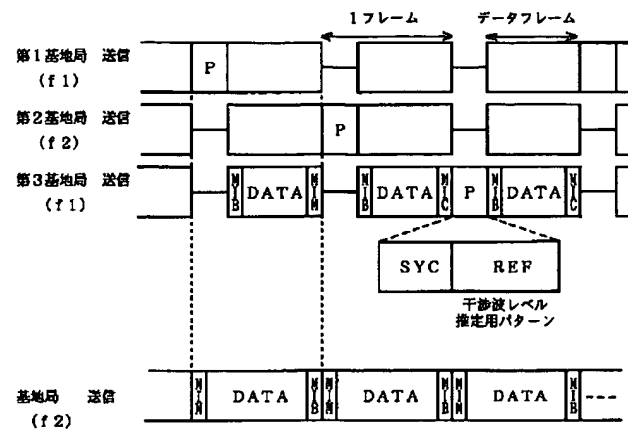 1フレーム
データフレーム
第1基地局 送信
(f1)
P
第2基地局 送信
(f2)
P
第3基地局 送信
(f1)
DATA DATA P DATA
SYC REF
干渉波レベル
推定用パターン
基地局 送信
(f2)
DATA DATA DATA